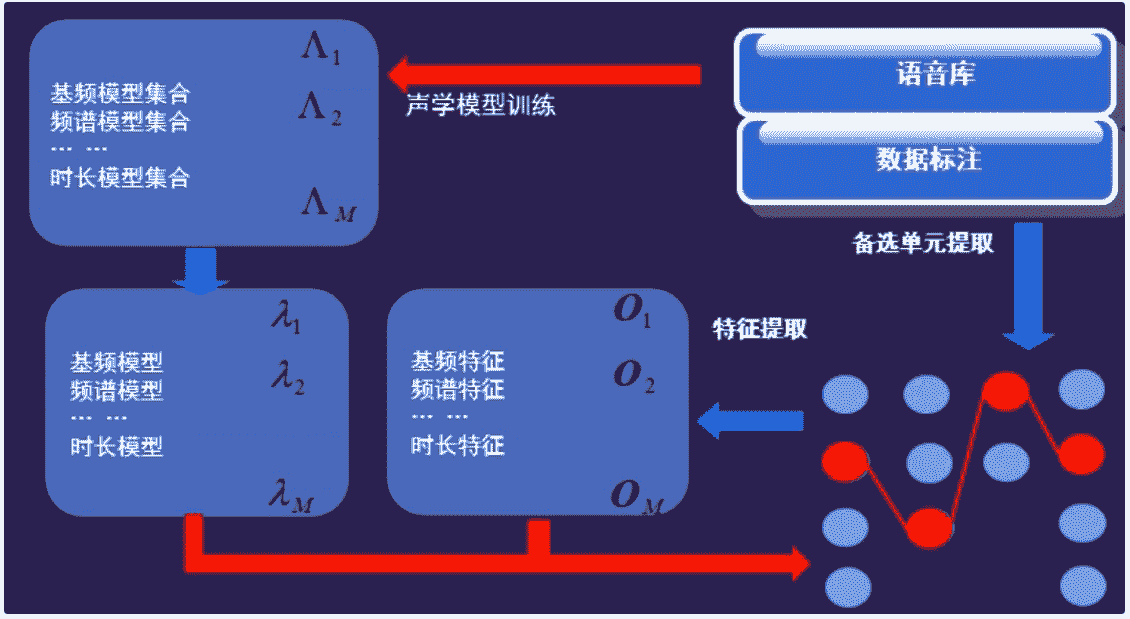 语音库
数据标注
声学模型训练
Λ1
基频模型集合
Λ2
频谱模型集合
... ...
时长模型集合
ΛM
备选单元提取
λ1
基频模型
λ2
频谱模型
... ...
时长模型
λM
O1
基频特征
O2
频谱特征
... ...
时长特征
OM
特征提取